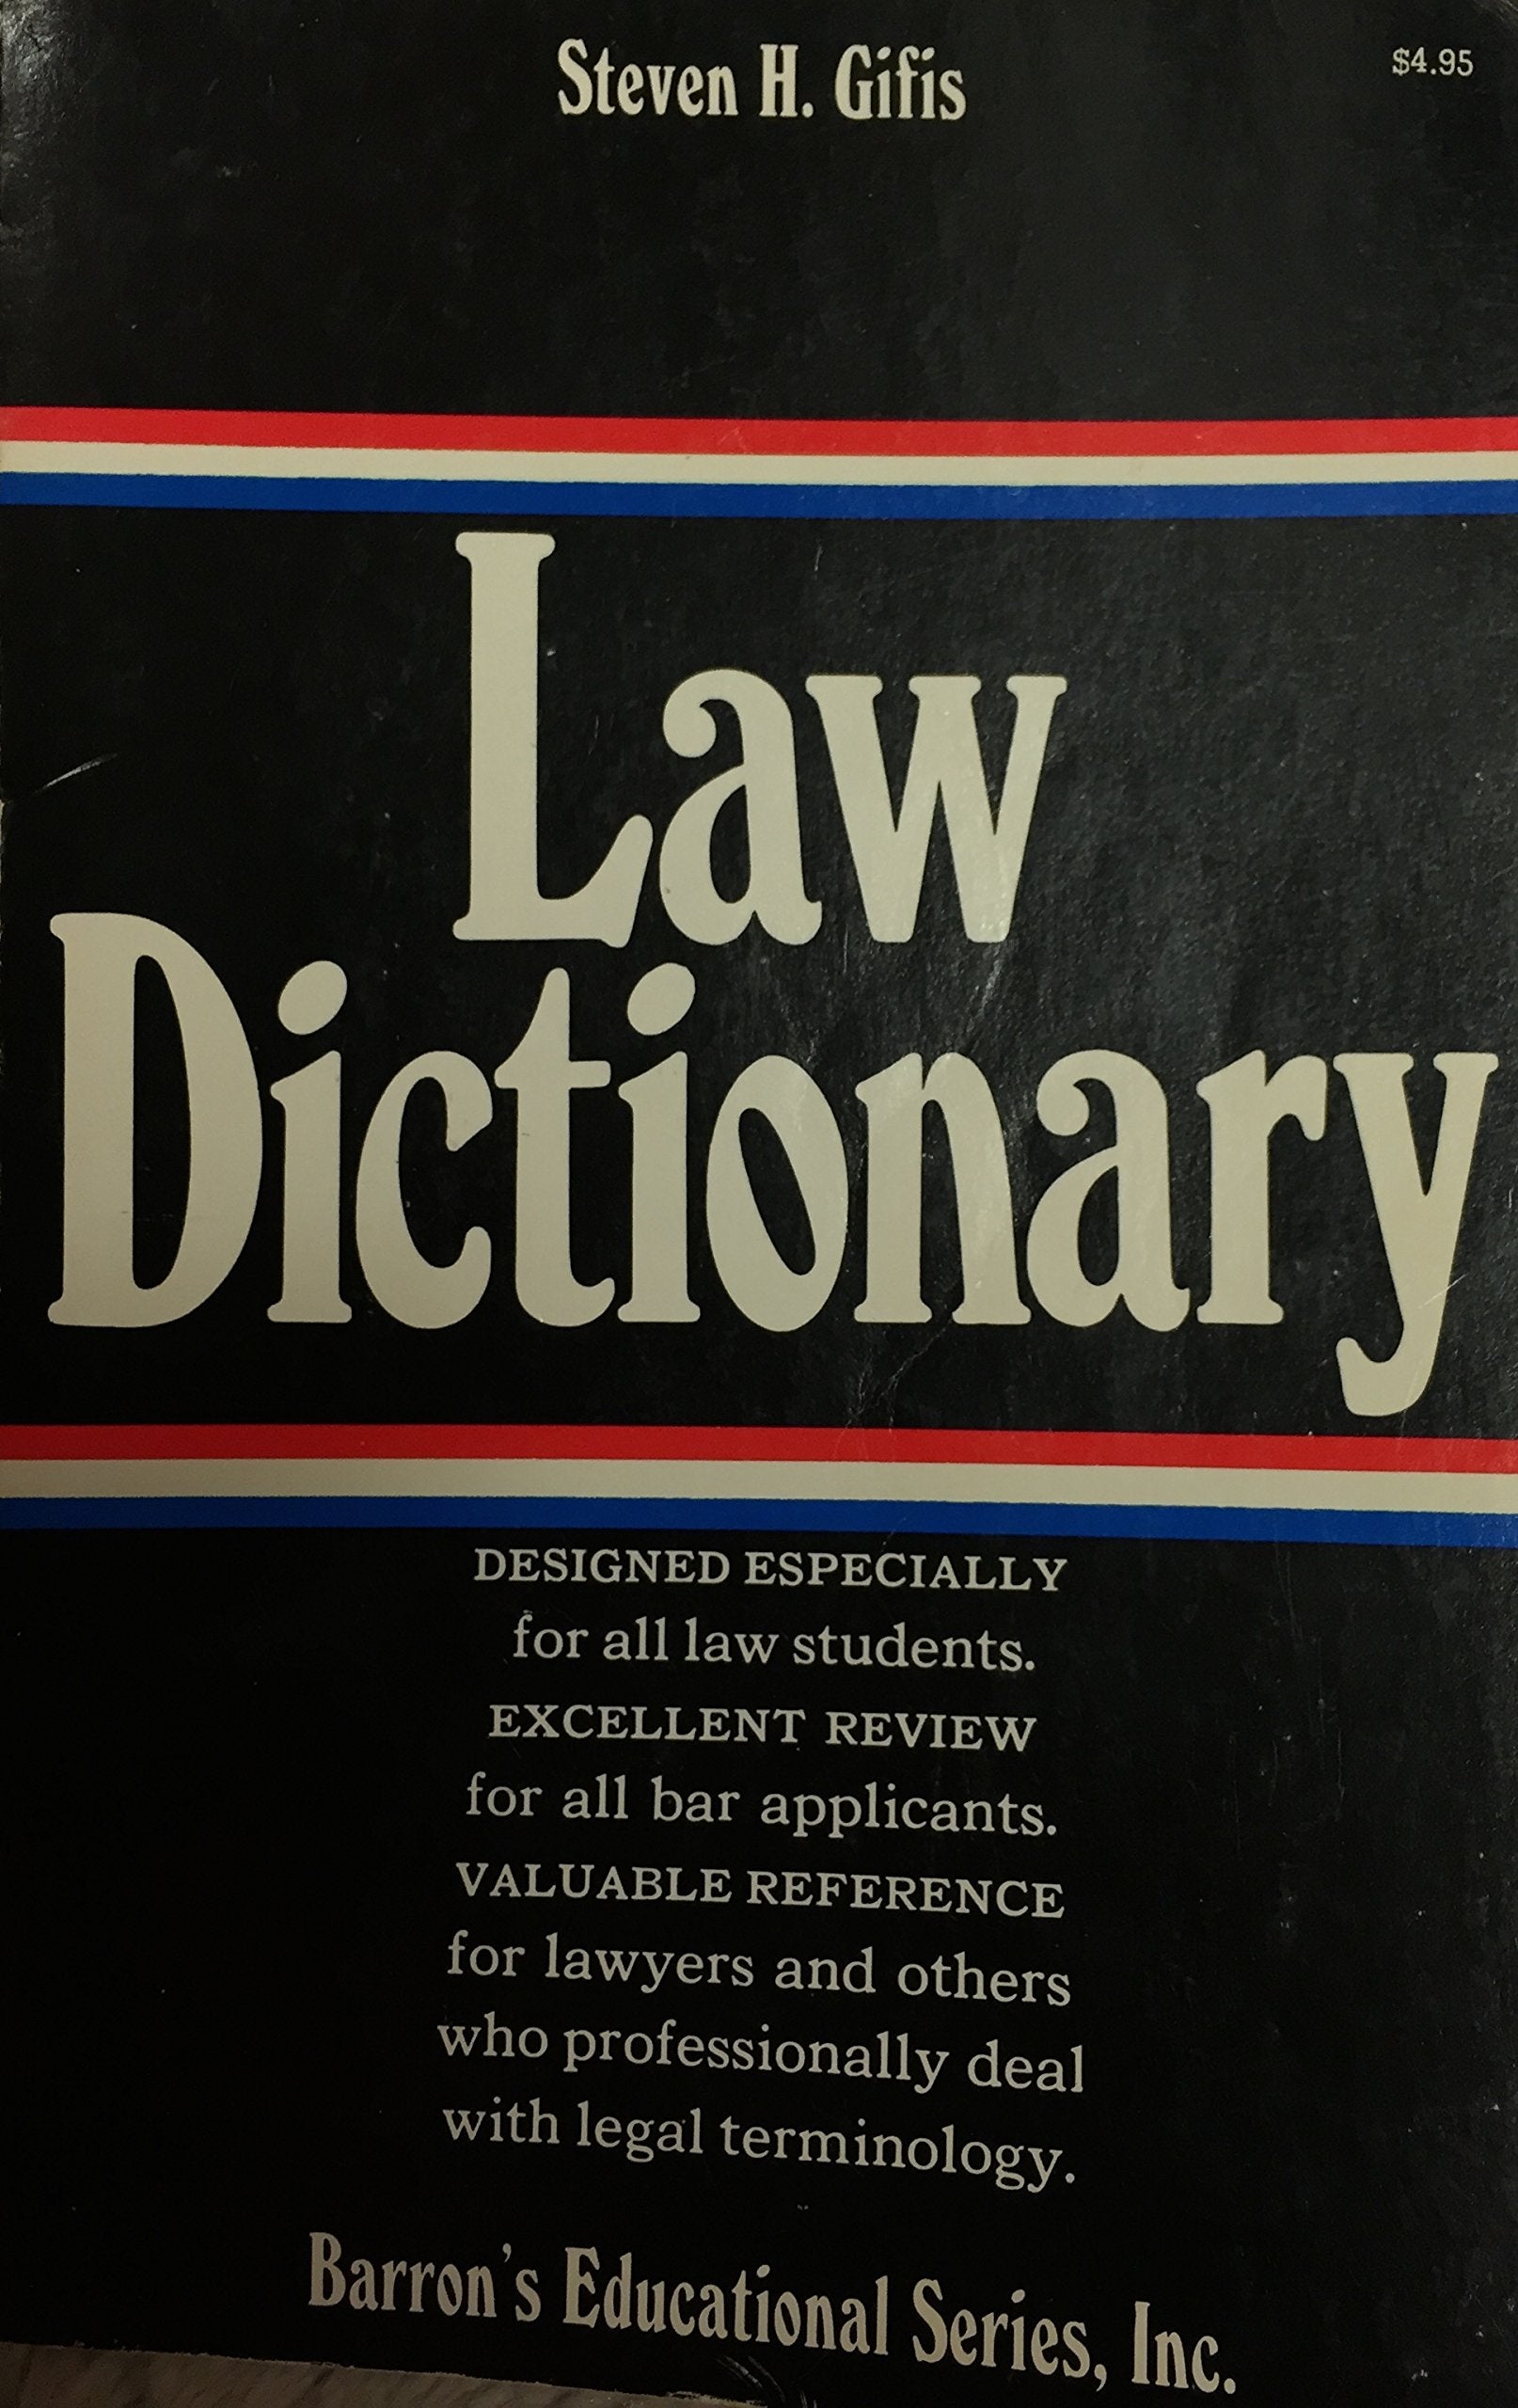 Steven H. Gifis
$4.95
Law
Dictionary
DESIGNED ESPECIALLY
for all law students.
EXCELLENT REVIEW
for all bar applicants.
VALUABLE REFERENCE
for lawyers and others
who professionally deal
with legal terminology.
Barron's Educational Series, Inc.